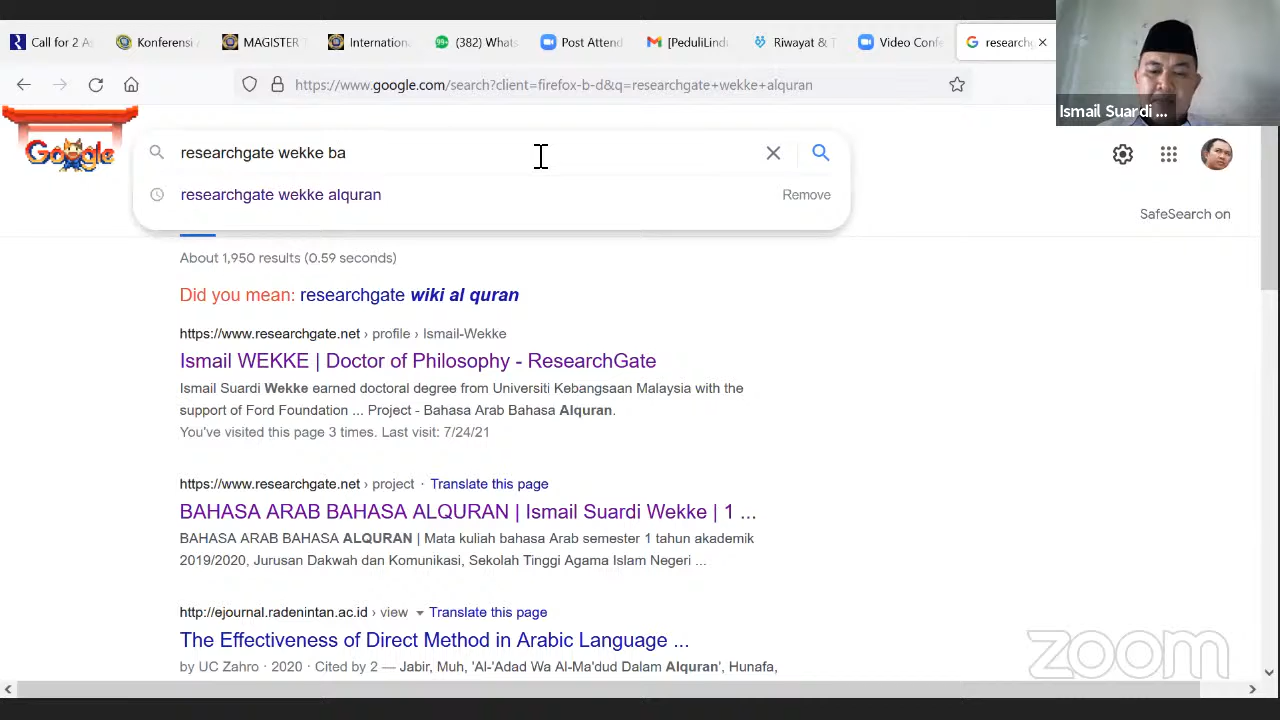 Call for 2 As
Konferensi A
MAGISTER T
Internationa
99+
(382) Whats
Post Attend
[PeduliLindu
Riwayat & T
Video Confe
research
Ismail Suardi ...
https://www.google.com/search?client=firefox-b-d&q=researchgate+wekke+alquran
Google
researchgate wekke ba
researchgate wekke alquran
Remove
SafeSearch on
About 1,950 results (0.59 seconds)
Did you mean: researchgate wiki al quran
https://www.researchgate.net › profile › Ismail-Wekke
Ismail WEKKE | Doctor of Philosophy - ResearchGate
Ismail Suardi Wekke earned doctoral degree from Universiti Kebangsaan Malaysia with the
support of Ford Foundation ... Project - Bahasa Arab Bahasa Alquran.
You've visited this page 3 times. Last visit: 7/24/21
https://www.researchgate.net › project · Translate this page
BAHASA ARAB BAHASA ALQURAN | Ismail Suardi Wekke | 1 ...
BAHASA ARAB BAHASA ALQURAN | Mata kuliah bahasa Arab semester 1 tahun akademik
2019/2020, Jurusan Dakwah dan Komunikasi, Sekolah Tinggi Agama Islam Negeri ...
http://ejournal.radenintan.ac.id › view Translate this page
The Effectiveness of Direct Method in Arabic Language ...
by UC Zahro · 2020 · Cited by 2 — Jabir, Muh, 'Al-'Adad Wa Al-Ma'dud Dalam Alquran', Hunafa,
zoom